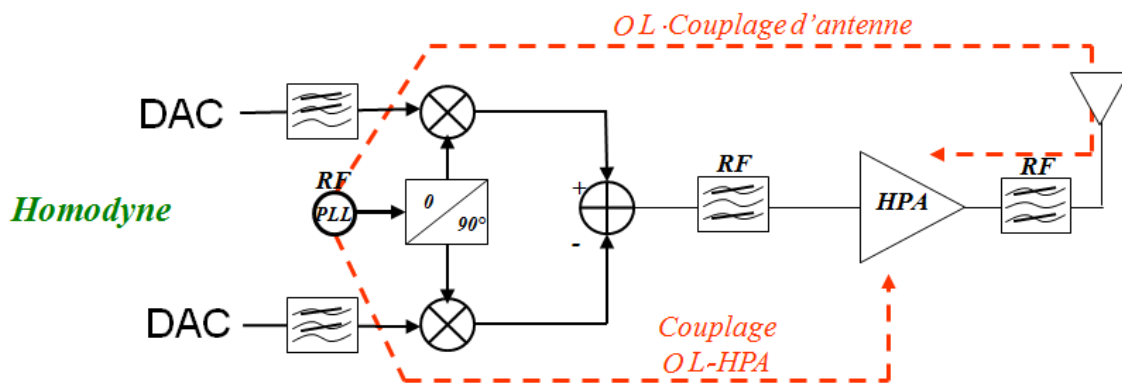 O L ·Couplage d'antenne
DAC
RF
RF
RF
Homodyne
PLL
0
90°
+
-
HPA
DAC
Couplage
O L-HPA